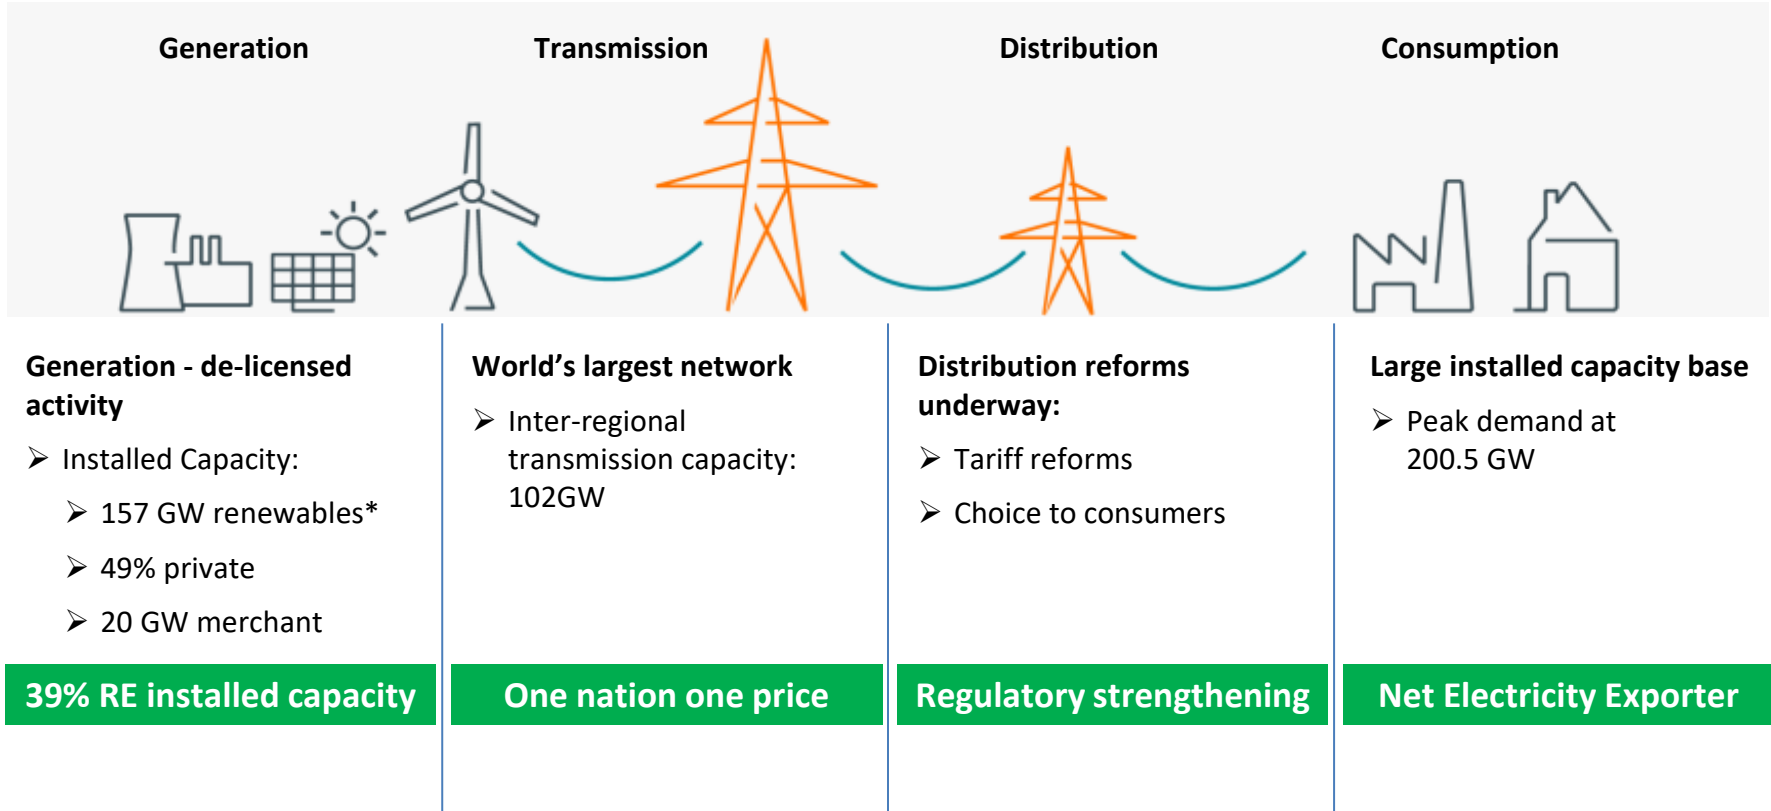 Generation
Transmission
Distribution
Consumption
Generation - de-licensed
activity
➢ Installed Capacity:
➢ 157 GW renewables*
➢ 49% private
➢ 20 GW merchant
39% RE installed capacity
World’s largest network
➢ Inter-regional
transmission capacity:
102GW
One nation one price
Distribution reforms
underway:
➢ Tariff reforms
➢ Choice to consumers
Regulatory strengthening
Large installed capacity base
➢ Peak demand at
200.5 GW
Net Electricity Exporter